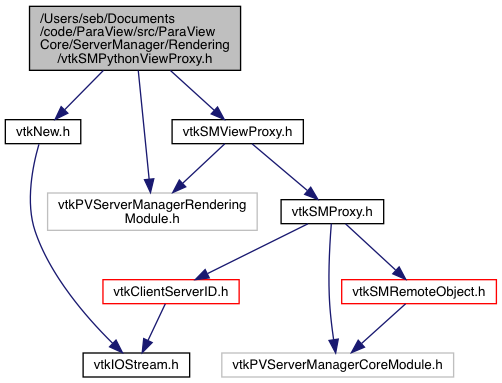 /Users/seb/Documents
/code/ParaView/src/ParaView
Core/ServerManager/Rendering
/vtkSMPythonViewProxy.h
vtkNew.h
vtkSMViewProxy.h
vtkPVServerManagerRendering
Module.h
vtkSMProxy.h
vtkClientServerID.h
vtkSMRemoteObject.h
vtkIOStream.h
vtkPVServerManagerCoreModule.h